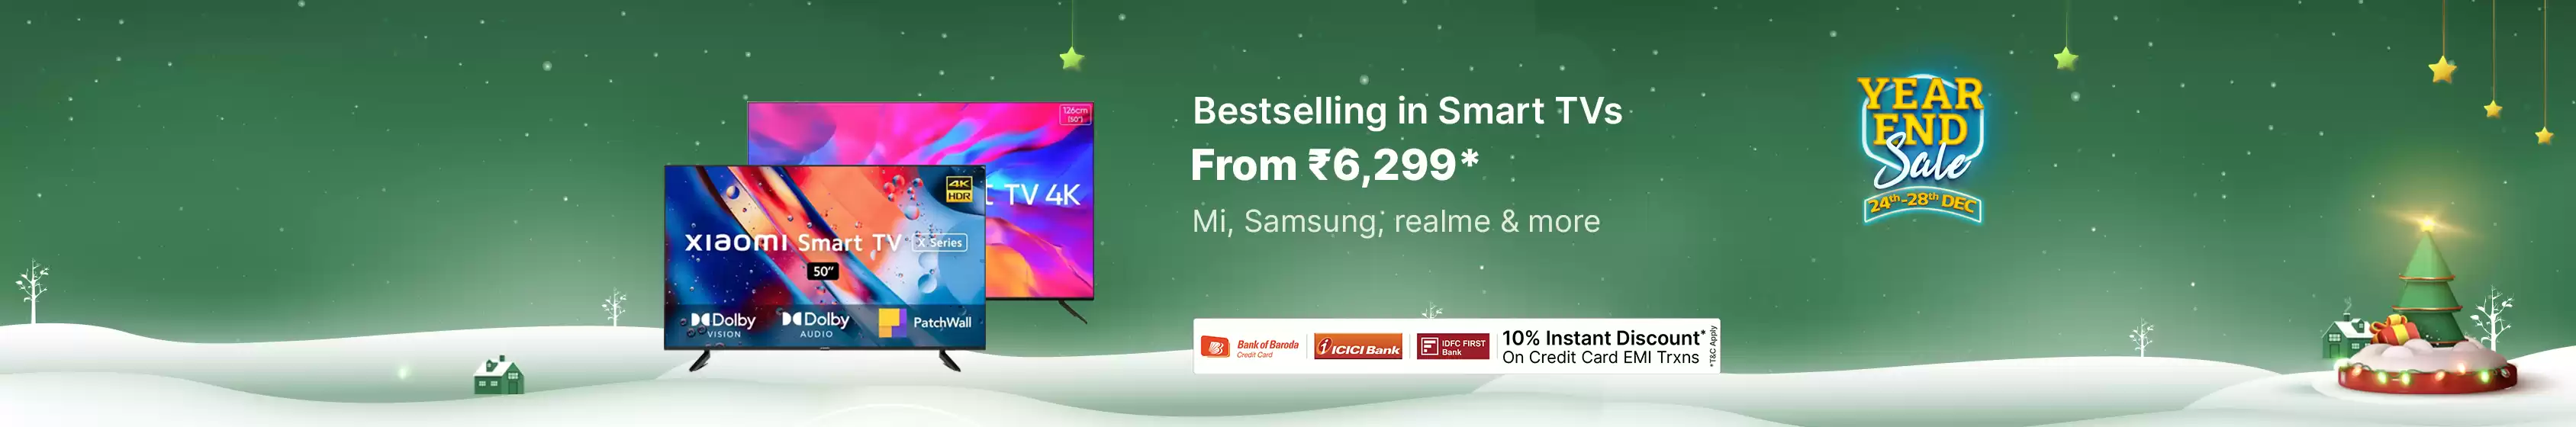 126cm
(50")
t TV 4K
4K
HDR
xiaomi Smart TV X Series
50"
Dolby
VISION
Dolby
AUDIO
PatchWall
Bestselling in Smart TVs
From ₹6,299*
Mi, Samsung, realme & more
Bank of Baroda
Credit Card
ICICI Bank
IDFC FIRST
Bank
10% Instant Discount*
On Credit Card EMI Trxns
*T&C Apply
YEAR
END
Sale
24th-28th DEC